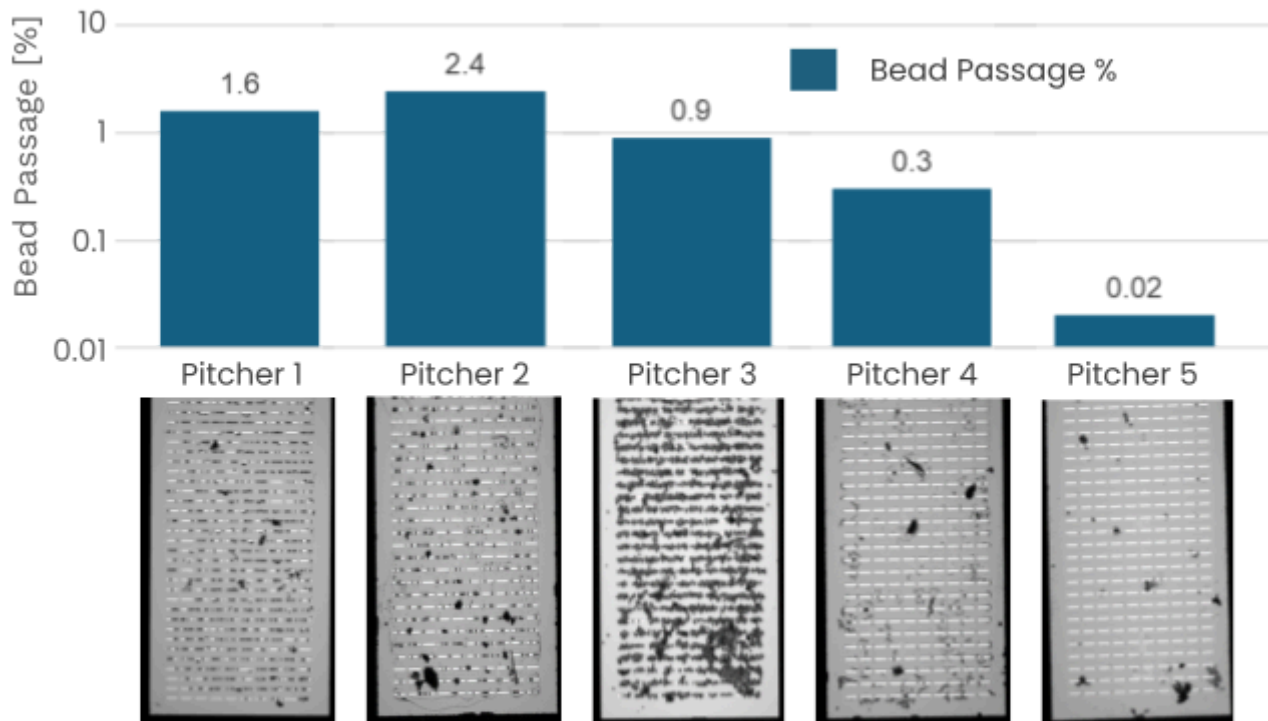 Bead Passage [%]
10
1
0.1
0.01
1.6
2.4
0.9
0.3
0.02
Bead Passage %
Pitcher 1
Pitcher 2
Pitcher 3
Pitcher 4
Pitcher 5